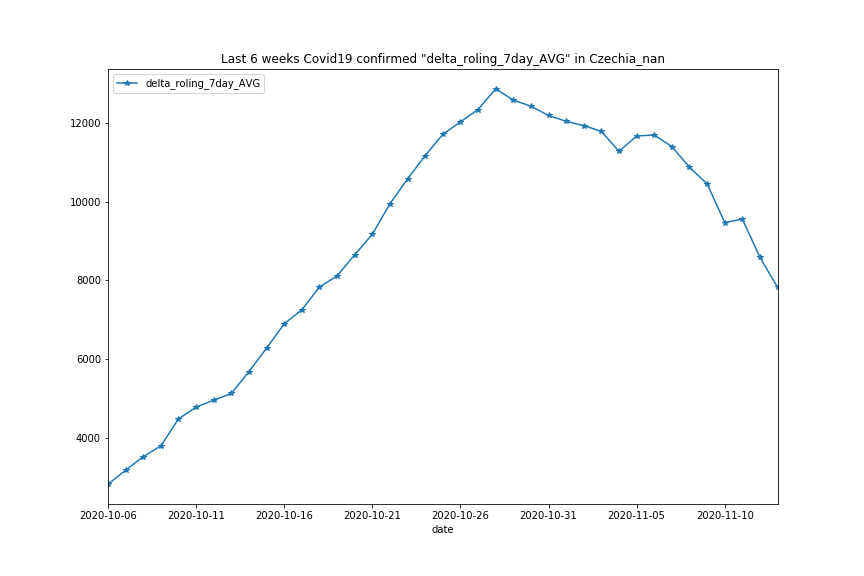 Last 6 weeks Covid19 confirmed "delta_roling_7day_AVG" in Czechia_nan
delta_roling_7day_AVG
12000
10000
8000
6000
4000
2020-10-06 2020-10-11 2020-10-16 2020-10-21 2020-10-26 2020-10-31 2020-11-05 2020-11-10
date